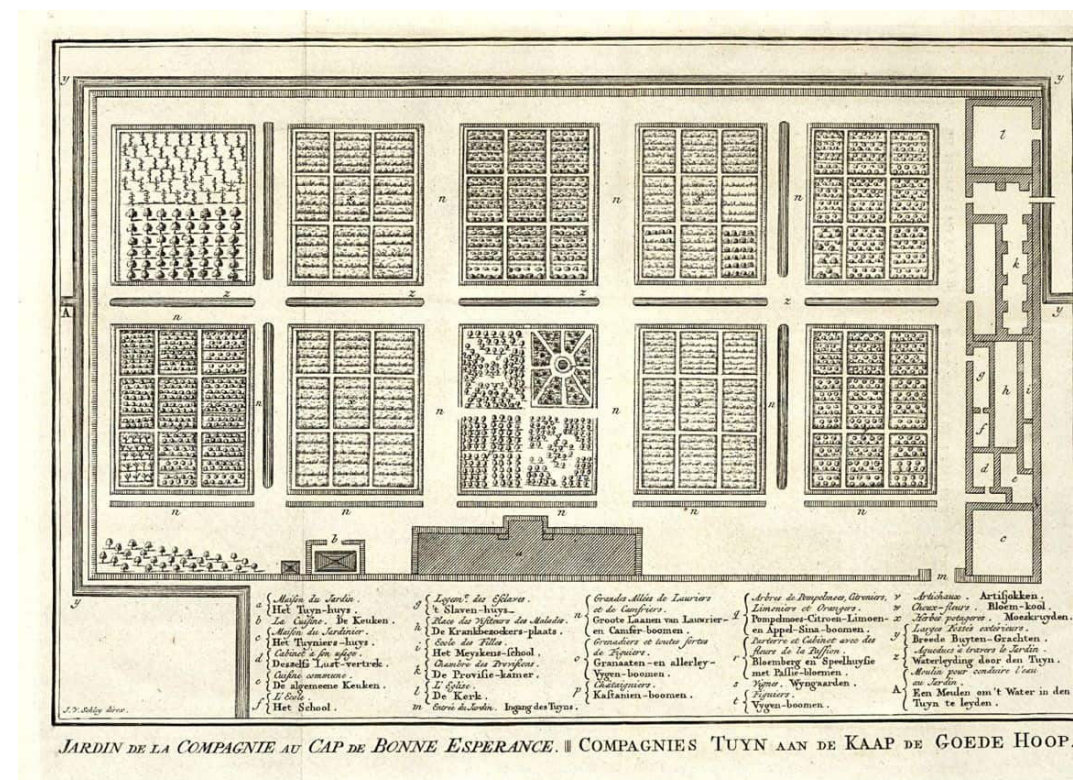 y
y
l
n
n
k
z
z
z
n
A
y
g
h
i
n
n
n
n
f
d
e
n
n
n
n
b
a
c
m
y
a { Maison du Jardin.
Het Tuyn-huys.
b La Cuisine. De Keuken.
c { Maison du Jardinier.
Het Tuyniers-huys.
d { Cabinet à son usage.
Desselfs Lust-vertrek.
e { Cuisine commune.
De algemeene Keuken.
f { L'Ecole.
Het School.
g { Logemt. des Esclaves.
't Slaven-huys
h { Place des Visiteurs des Malades.
De Krankbezoekers-plaats.
i { Ecole des Filles
Het Meyskens-school.
k { Chambre des Provisions.
De Provisie-kamer.
l { L'Eglise.
De Kerk.
m Entrée du Jardin. Ingang des Tuyns.
n { Grandes Allées de Lauriers
et de Camfriers.
Groote Laanen van Lauwrier-
en Camfer-boomen.
o { Grenadiers et toutes sortes
de Figuiers.
Granaaten-en allerley-
Vygen-boomen.
p { Chataigniers.
Kastanien-boomen.
q { Arbres de Pompelmoes, Citroniers,
Limoniers et Orangers.
Pompelmoes-Citroen-Limoen-
en Appel-Sina-boomen.
r { Parterre et Cabinet avec des
fleurs de la Passion.
Bloemberg en Speelhuysie
met Passie-bloemen.
s Vignes. Wyngaarden.
t { Figuiers.
Vygen-boomen.
v Artichaux. Artisjokken.
w Choux-fleurs. Bloem-kool.
x Herbes potageres. Moeskruyden.
y { Larges Fossés extérieurs.
Breede Buyten-Grachten.
z { Aqueducs à travers le Jardin.
Waterleyding door den Tuyn.
A { Moulin pour conduire l'eau
au Jardin.
Een Meulen om 't Water in den
Tuyn te leyden.
J. V. Schley direx.
JARDIN DE LA COMPAGNIE AU CAP DE BONNE ESPERANCE. COMPAGNIES TUYN AAN DE KAAP DE GOEDE HOOP.